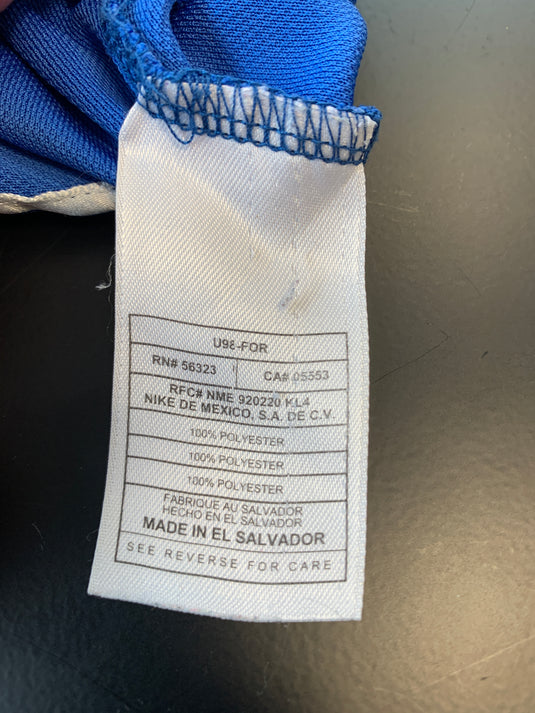 U98-FOR
RN# 56323 CA# 05553
RFC# NME 920220 KL4
NIKE DE MEXICO, S.A. DE C.V.
100% POLYESTER
100% POLYESTER
100% POLYESTER
FABRIQUE AU SALVADOR
HECHO EN EL SALVADOR
MADE IN EL SALVADOR
SEE REVERSE FOR CARE